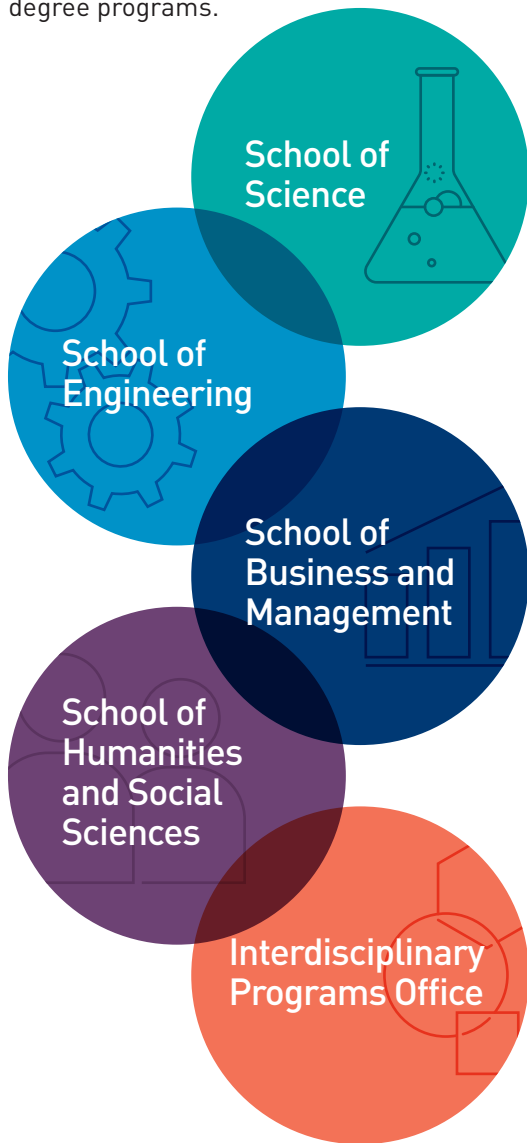 degree programs.
School of
Science
School of
Engineering
School of
Business and
Management
School of
Humanities
and Social
Sciences
Interdisciplinary
Programs Office